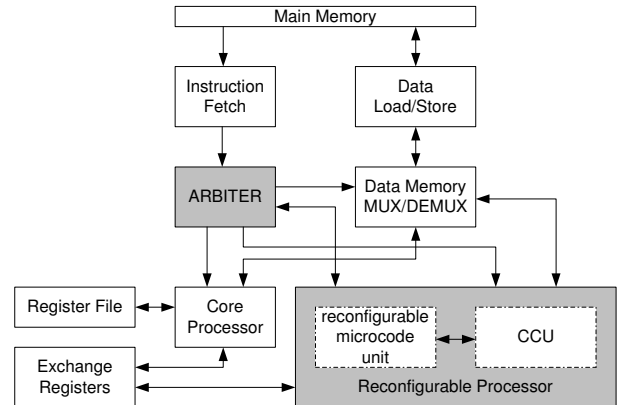 Main Memory
Instruction
Fetch
Data
Load/Store
ARBITER
Data Memory
MUX/DEMUX
Register File
Core
Processor
Exchange
Registers
reconfigurable
microcode
unit
CCU
Reconfigurable Processor